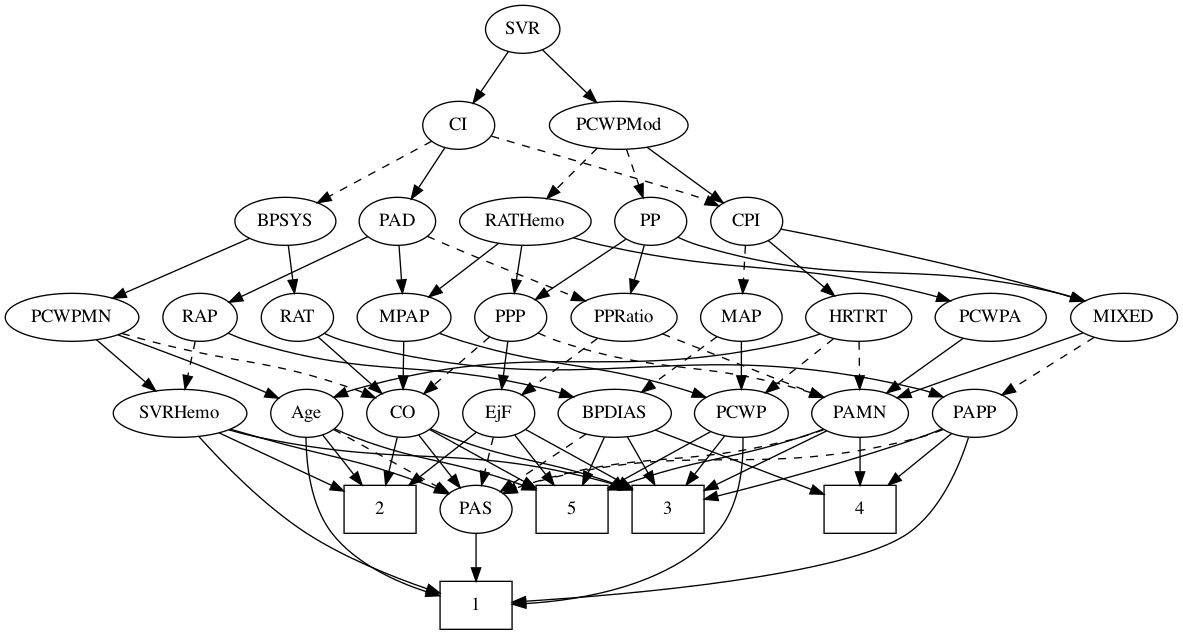 SVR
CI
PCWPMod
BPSYS
PAD
RATHemo
PP
CPI
PCWPMN
RAP
RAT
MPAP
PPP
PPRatio
MAP
HRTRT
PCWPA
MIXED
SVRHemo
Age
CO
EjF
BPDIAS
PCWP
PAMN
PAPP
2
PAS
5
3
4
1